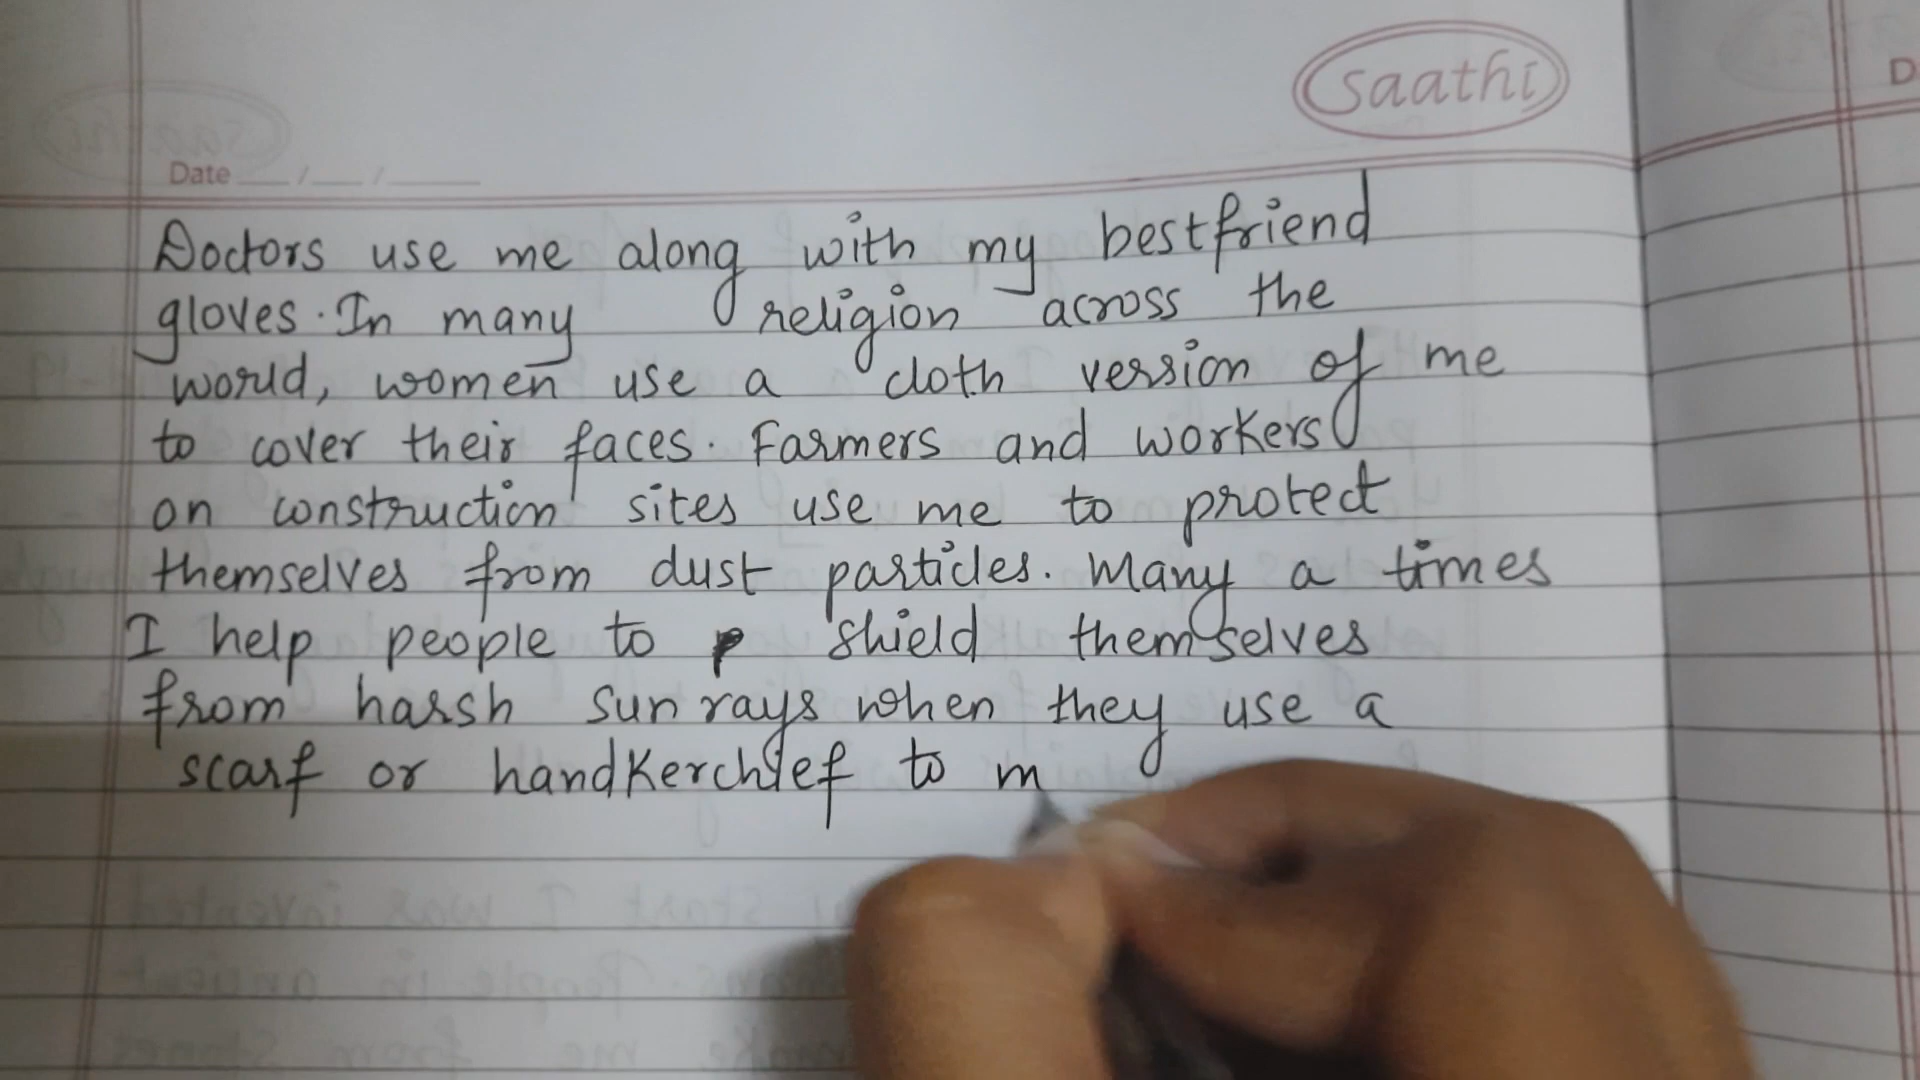 saathi
Date __/__/____
D
Doctors use me along with my bestfriend
gloves. In many religion across the
world, women use a cloth version of me
to cover their faces. Farmers and workers
on construction sites use me to protect
themselves from dust particles. Many a times
I help people to shield themselves
from harsh sun rays when they use a
scarf or handkerchief to m